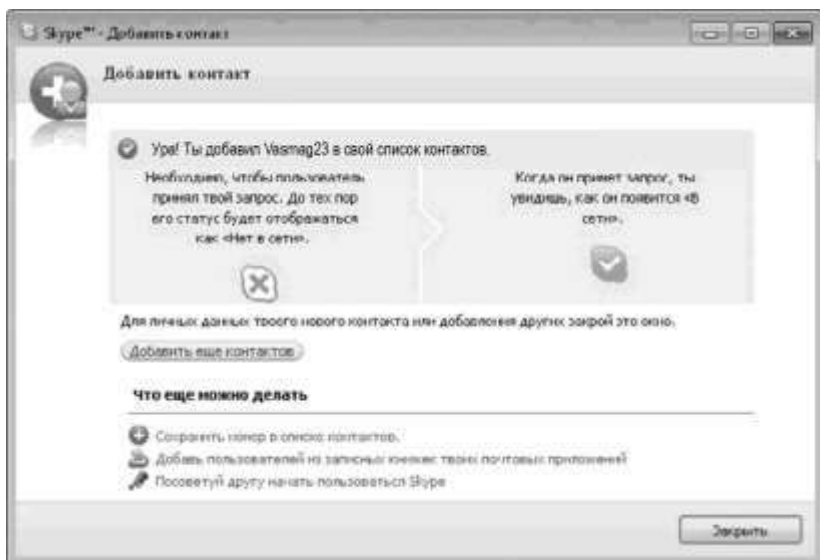 Skype™ - Добавить контакт
Добавить контакт
Ура! Ты добавил Vasmag23 в свой список контактов.
Необходимо, чтобы пользователь
принял твой запрос. До тех пор
его статус будет отображаться
как «Нет в сети».
Когда он примет запрос, ты
увидишь, как он появится «В
сети».
Для личных данных твоего нового контакта или добавления других закрой это окно.
Добавить еще контактов
Что еще можно делать
Сохранить номер в списке контактов.
Добавь пользователей из записных книжек твоих почтовых приложений
Посоветуй другу начать пользоваться Skype
Закрыть